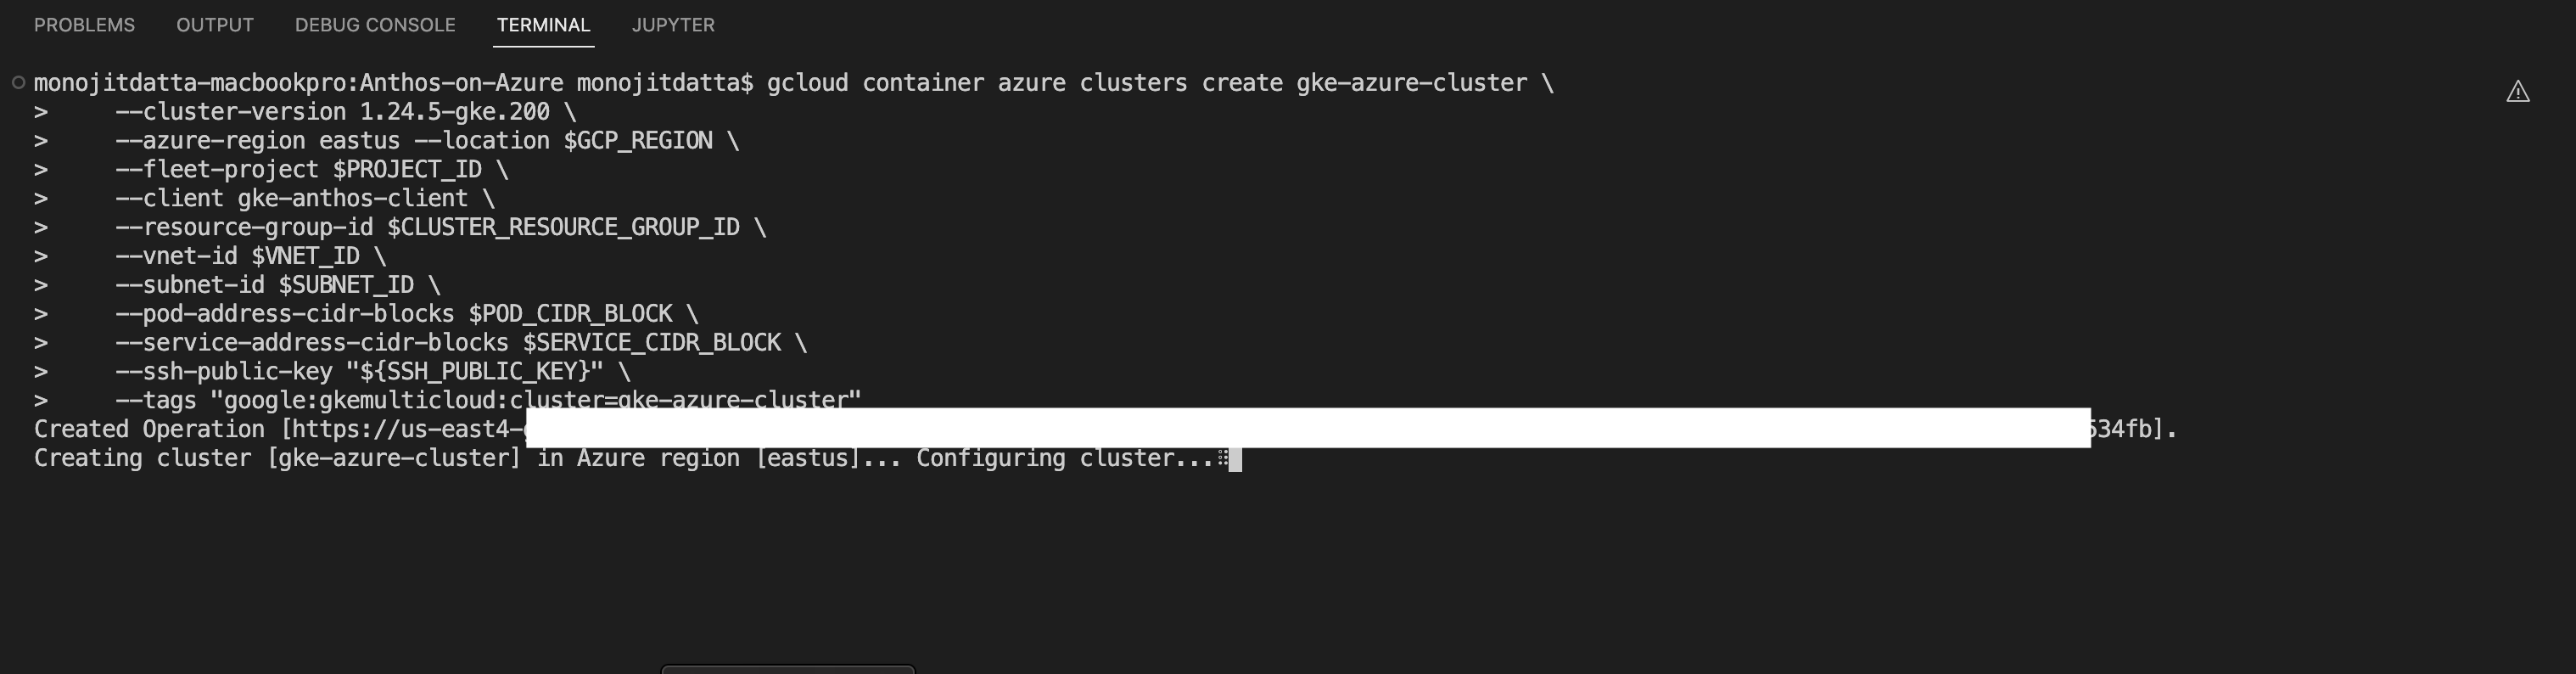 PROBLEMS OUTPUT DEBUG CONSOLE TERMINAL JUPYTER
monojitdatta-macbookpro:Anthos-on-Azure monojitdatta$ gcloud container azure clusters create gke-azure-cluster \
> --cluster-version 1.24.5-gke.200 \
> --azure-region eastus --location $GCP_REGION \
> --fleet-project $PROJECT_ID \
> --client gke-anthos-client \
> --resource-group-id $CLUSTER_RESOURCE_GROUP_ID \
> --vnet-id $VNET_ID \
> --subnet-id $SUBNET_ID \
> --pod-address-cidr-blocks $POD_CIDR_BLOCK \
> --service-address-cidr-blocks $SERVICE_CIDR_BLOCK \
> --ssh-public-key "${SSH_PUBLIC_KEY}" \
> --tags "google:gkemulticloud:cluster=gke-azure-cluster"
Created Operation [https://us-east4- 534fb].
Creating cluster [gke-azure-cluster] in Azure region [eastus]... Configuring cluster...